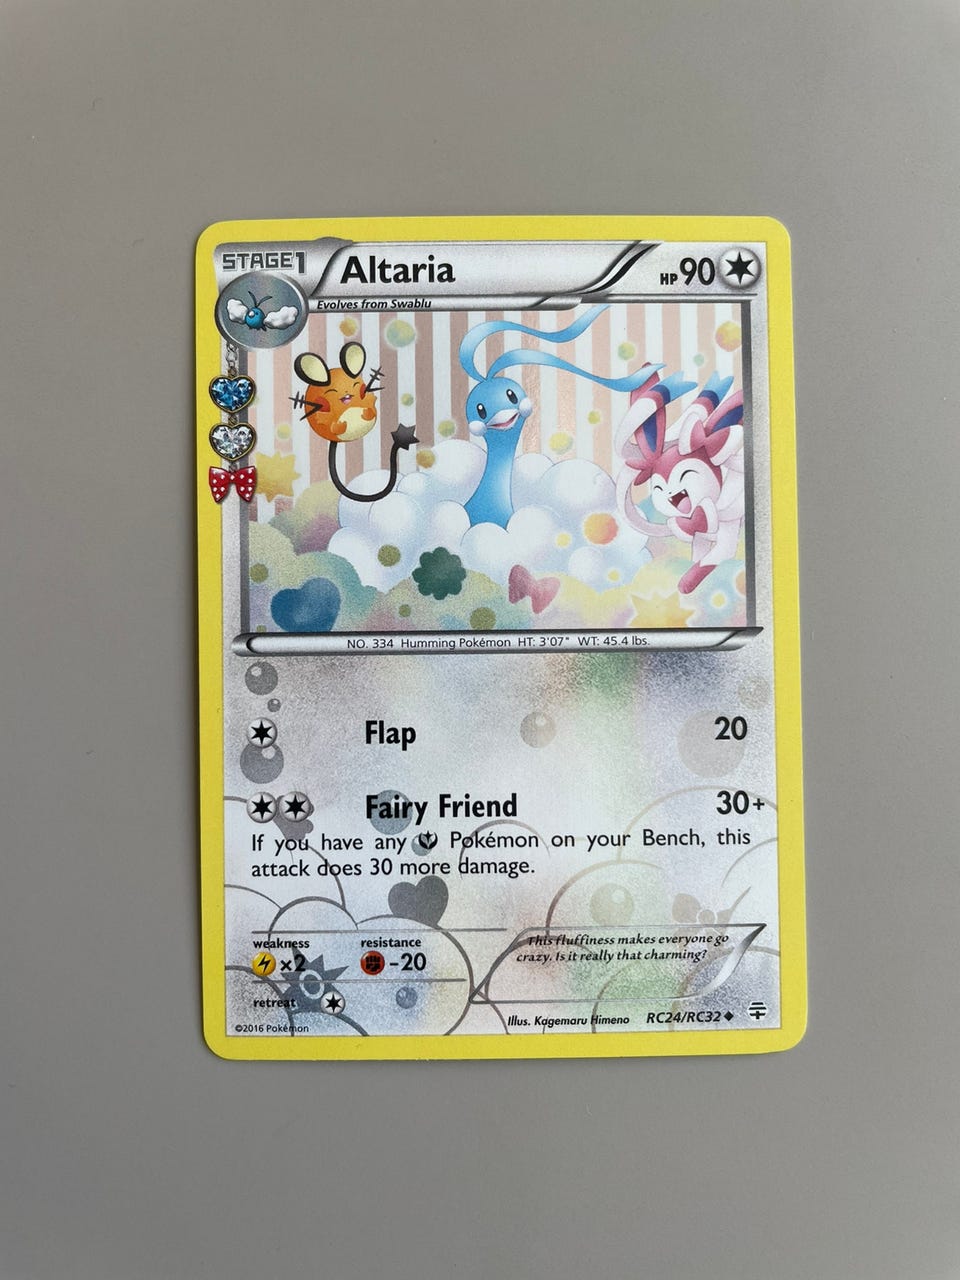 STAGE1 Altaria HP 90
Evolves from Swablu
NO. 334 Humming Pokémon HT: 3'07" WT: 45.4 lbs.
Flap 20
Fairy Friend 30+
If you have any Pokémon on your Bench, this
attack does 30 more damage.
weakness
×2
resistance
-20
retreat
This fluffiness makes everyone go
crazy. Is it really that charming?
Illus. Kagemaru Himeno RC24/RC32
©2016 Pokémon